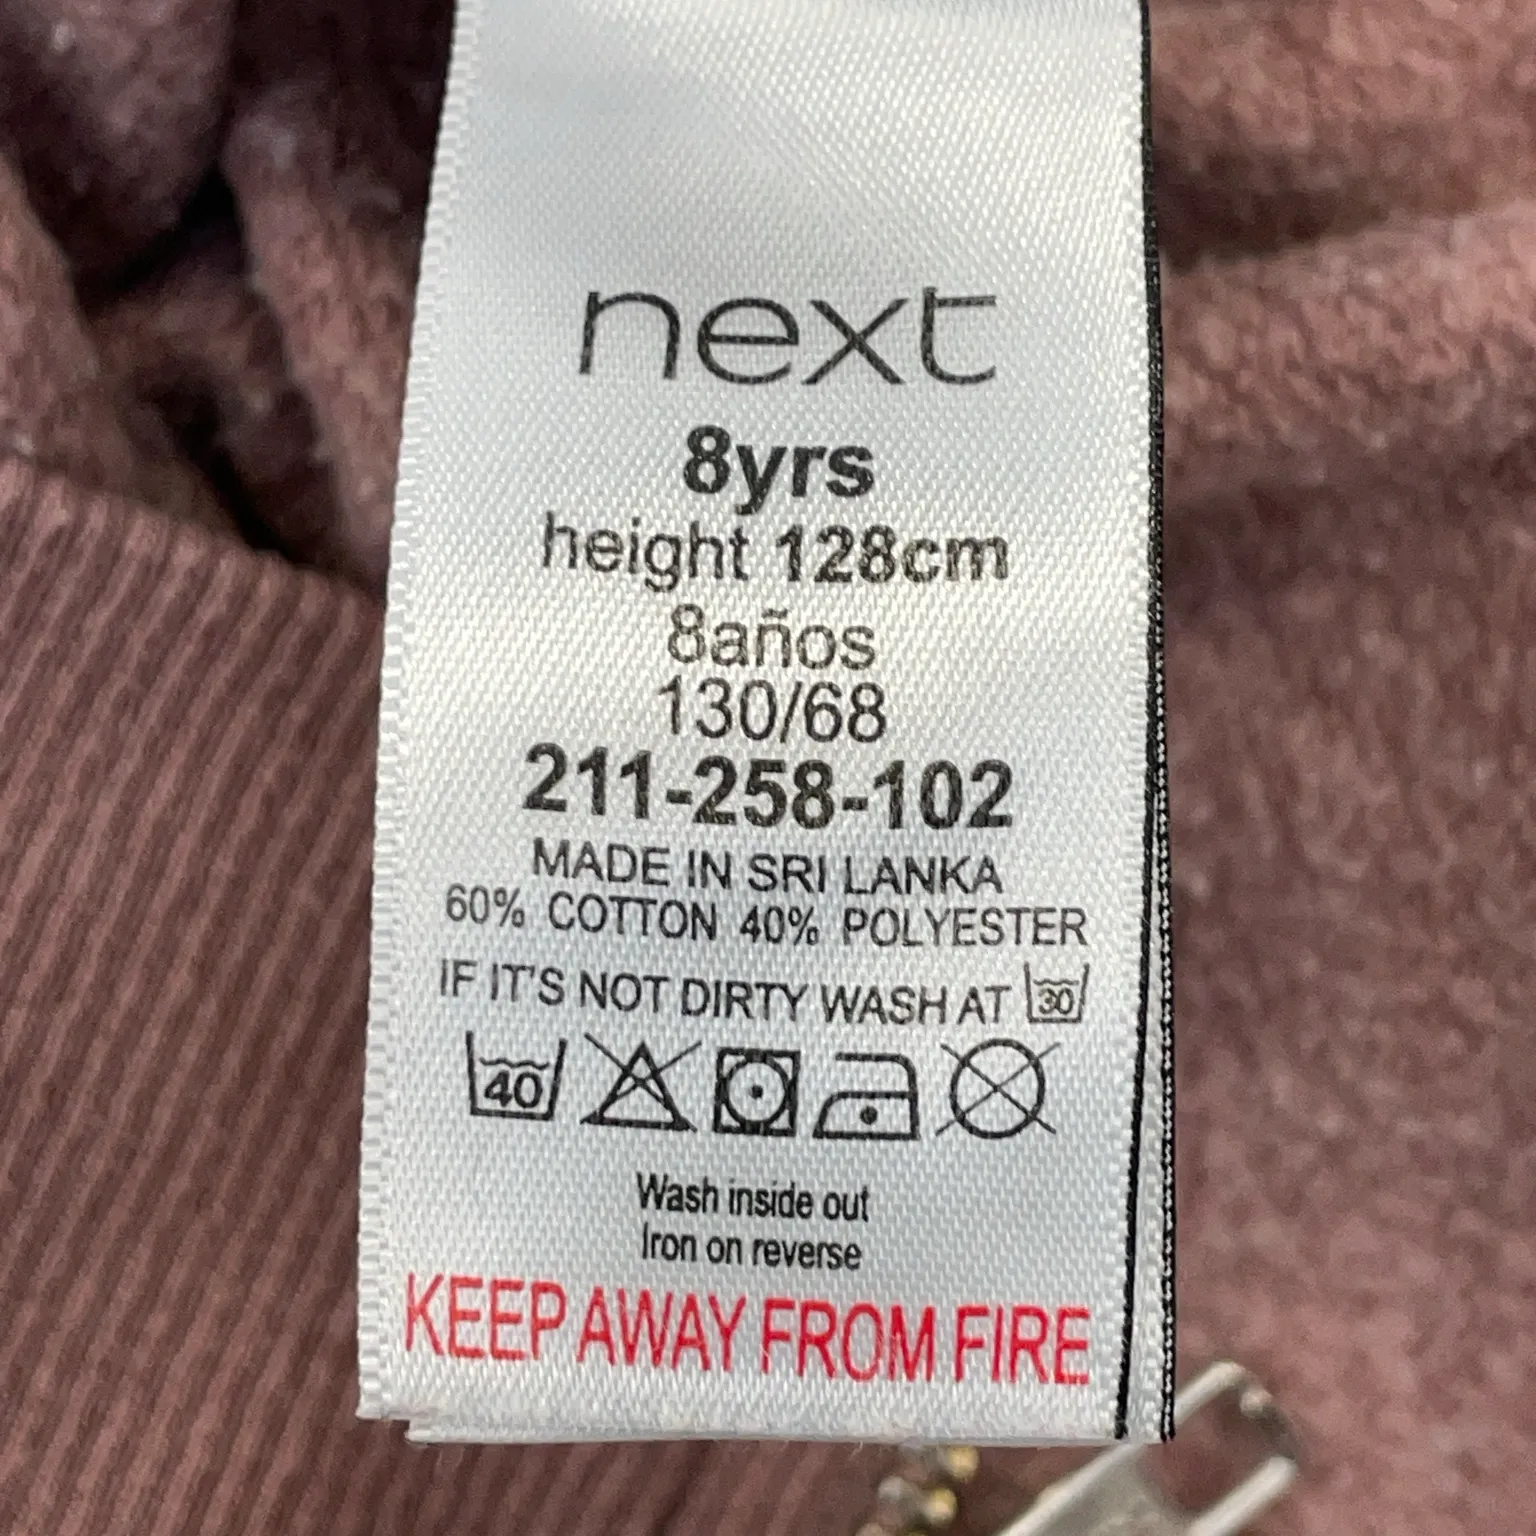 next
8yrs
height 128cm
8años
130/68
211-258-102
MADE IN SRI LANKA
60% COTTON 40% POLYESTER
IF IT'S NOT DIRTY WASH AT 30
40
Wash inside out
Iron on reverse
KEEP AWAY FROM FIRE